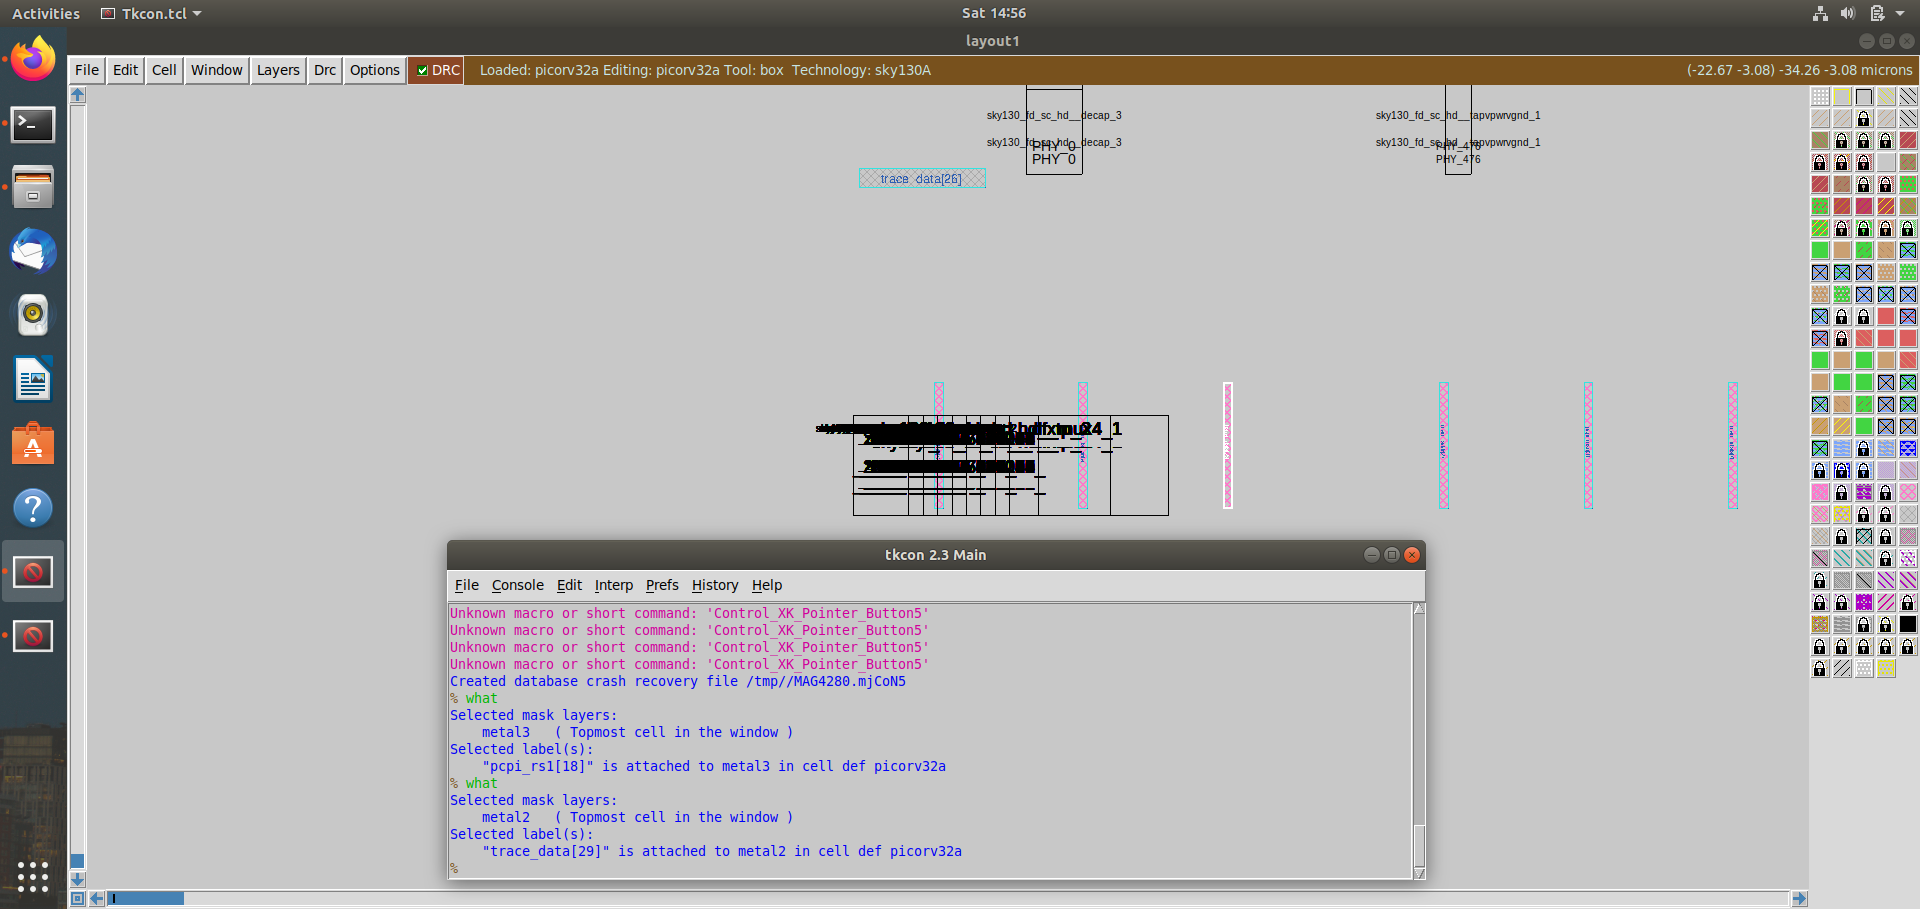 Activities Tkcon.tcl Sat 14:56
layout1
File Edit Cell Window Layers Drc Options DRC Loaded: picorv32a Editing: picorv32a Tool: box Technology: sky130A (-22.67 -3.08) -34.26 -3.08 microns
sky130_fd_sc_hd__decap_3 sky130_fd_sc_hd__tapvpwrvgnd_1
sky130_fd_sc_hd__decap_3 sky130_fd_sc_hd__tapvpwrvgnd_1
PHY_0 PHY_476
PHY_0 PHY_476
trace_data[26]
tkcon 2.3 Main
File Console Edit Interp Prefs History Help
Unknown macro or short command: 'Control_XK_Pointer_Button5'
Unknown macro or short command: 'Control_XK_Pointer_Button5'
Unknown macro or short command: 'Control_XK_Pointer_Button5'
Unknown macro or short command: 'Control_XK_Pointer_Button5'
Created database crash recovery file /tmp//MAG4280.mjCoN5
% what
Selected mask layers:
metal3 ( Topmost cell in the window )
Selected label(s):
"pcpi_rs1[18]" is attached to metal3 in cell def picorv32a
% what
Selected mask layers:
metal2 ( Topmost cell in the window )
Selected label(s):
"trace_data[29]" is attached to metal2 in cell def picorv32a
%